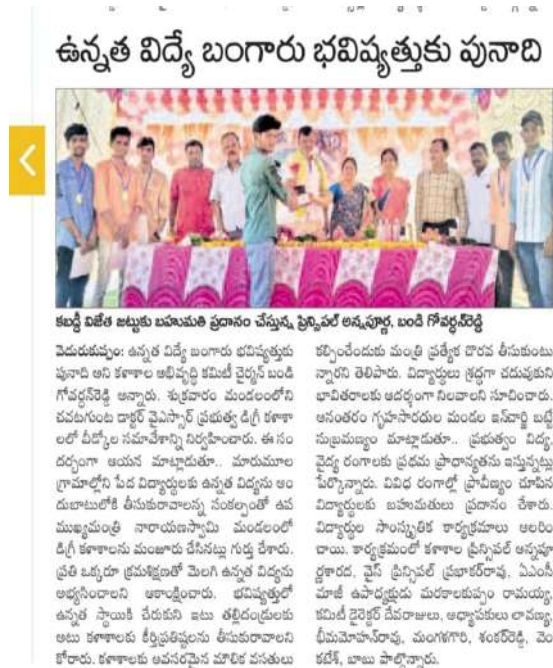 ఉన్నత విద్యే బంగారు భవిష్యత్తుకు పునాది
కబడ్డీ విజేత జట్టుకు బహుమతి ప్రదానం చేస్తున్న ప్రిన్సిపల్ అన్నపూర్ణ, బండి గోవర్ధన్‌రెడ్డి
వెదురుకుప్పం: ఉన్నత విద్యే బంగారు భవిష్యత్తుకు
పునాది అని కళాశాల అభివృద్ధి కమిటీ చైర్మన్ బండి
గోవర్ధన్‌రెడ్డి అన్నారు. శుక్రవారం మండలంలోని
చవటగుంట డాక్టర్ వైఎస్సార్ ప్రభుత్వ డిగ్రీ కళాశా
లలో వీడ్కోల సమావేశాన్ని నిర్వహించారు. ఈ సం
దర్భంగా ఆయన మాట్లాడుతూ.. మారుమూల
గ్రామాల్లోని పేద విద్యార్థులకు ఉన్నత విద్యను అం
దుబాటులోకి తీసుకురావాలన్న సంకల్పంతో ఉప
ముఖ్యమంత్రి నారాయణస్వామి మండలంలో
డిగ్రీ కళాశాలను మంజూరు చేసినట్లు గుర్తు చేశారు.
ప్రతి ఒక్కరూ క్రమశిక్షణతో మెలగి ఉన్నత విద్యను
అభ్యసించాలని ఆకాంక్షించారు. భవిష్యత్తులో
ఉన్నత స్థాయికి చేరుకుని ఇటు తల్లిదండ్రులకు
అటు కళాశాలకు కీర్తిప్రతిష్టలను తీసుకురావాలని
కోరారు. కళాశాలకు అవసరమైన మౌలిక వసతులు
కల్పించేందుకు మంత్రి ప్రత్యేక చొరవ తీసుకుంటు
న్నారని తెలిపారు. విద్యార్థులు శ్రద్ధగా చదువుకుని
భావితరాలకు ఆదర్శంగా నిలవాలని సూచించారు.
అనంతరం గృహసారథుల మండల ఇన్‌చార్జి బట్టె
సుబ్రమణ్యం మాట్లాడుతూ.. ప్రభుత్వం విద్య,
వైద్య రంగాలకు ప్రథమ ప్రాధాన్యతను ఇస్తున్నట్లు
పేర్కొన్నారు. వివిధ రంగాల్లో ప్రావీణ్యం చూపిన
విద్యార్థులకు బహుమతులు ప్రదానం చేశారు.
విద్యార్థుల సాంస్కృతిక కార్యక్రమాలు అలరిం
చాయి. కార్యక్రమంలో కళాశాల ప్రిన్సిపల్ అన్నపూ
ర్ణశారద, వైస్ ప్రిన్సిపల్ ప్రభాకర్‌రావు, ఏఎంసీ
మాజీ ఉపాధ్యక్షుడు మరకాలకుప్పం రామయ్య,
కమిటీ డైరెక్టర్ దేవరాజులు, అధ్యాపకులు లావణ్య,
భీమమోహన్‌రావు, మంగళగౌరి, శంకర్‌రెడ్డి, వెం
కటేశ్, బాబు పాల్గొన్నారు.